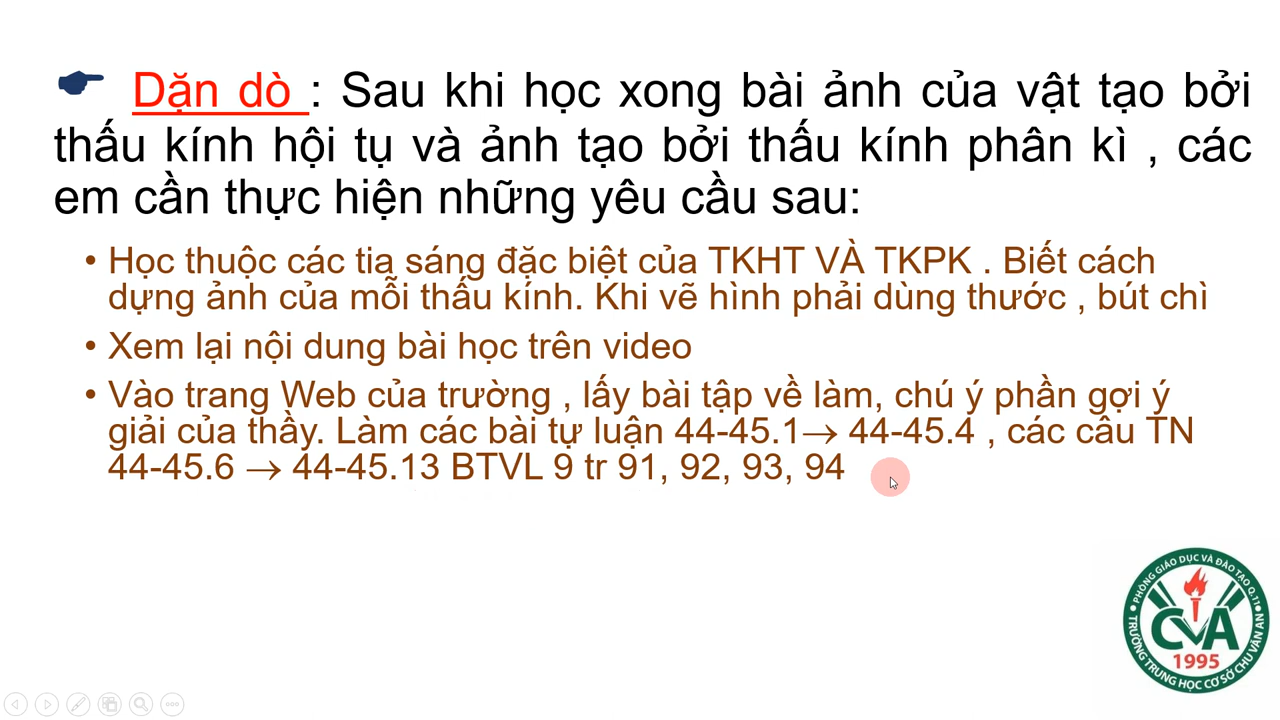 Dặn dò : Sau khi học xong bài ảnh của vật tạo bởi
thấu kính hội tụ và ảnh tạo bởi thấu kính phân kì , các
em cần thực hiện những yêu cầu sau:
• Học thuộc các tia sáng đặc biệt của TKHT VÀ TKPK . Biết cách
dựng ảnh của mỗi thấu kính. Khi vẽ hình phải dùng thước , bút chì
• Xem lại nội dung bài học trên video
• Vào trang Web của trường , lấy bài tập về làm, chú ý phần gợi ý
giải của thầy. Làm các bài tự luận 44-45.1→ 44-45.4 , các câu TN
44-45.6 → 44-45.13 BTVL 9 tr 91, 92, 93, 94
PHÒNG GIÁO DỤC VÀ ĐÀO TẠO Q.11
CVA
1995
TRƯỜNG TRUNG HỌC CƠ SỞ CHU VĂN AN